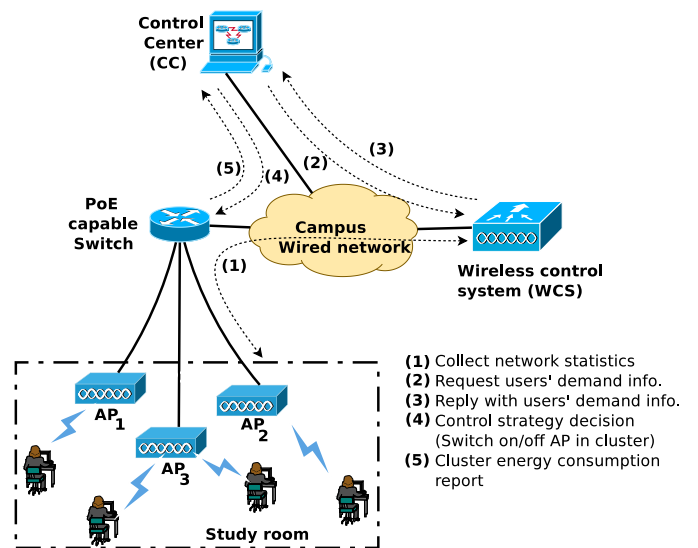 Control
Center
(CC)
(3)
(2)
(5)
(4)
PoE
capable
Switch
Campus
Wired network
(1)
Wireless control
system (WCS)
AP1
AP2
AP3
Study room
(1) Collect network statistics
(2) Request users' demand info.
(3) Reply with users' demand info.
(4) Control strategy decision
(Switch on/off AP in cluster)
(5) Cluster energy consumption
report